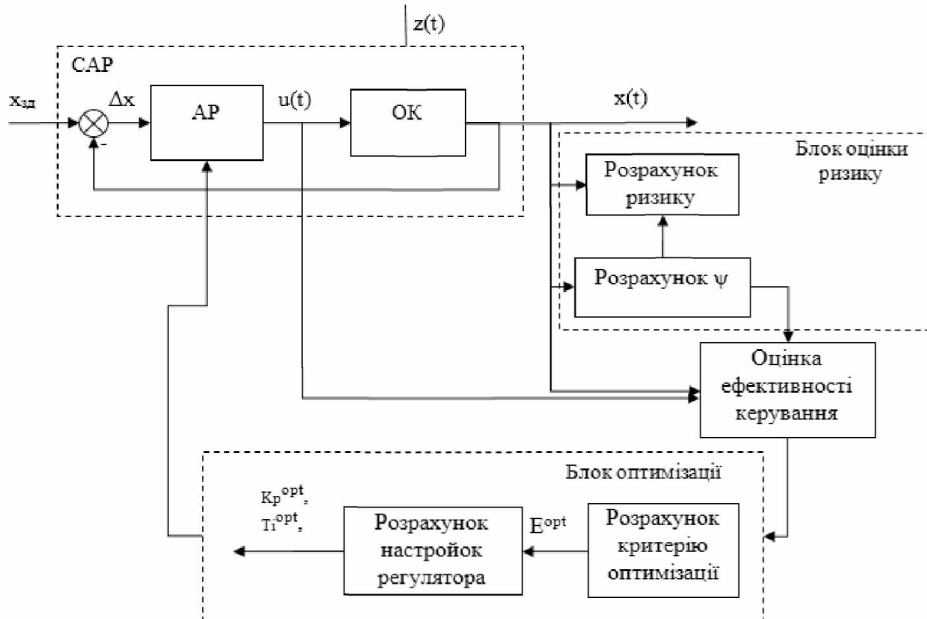 z(t)
САР
xзд
Δx
АР
u(t)
ОК
x(t)
-
Блок оцінки
ризику
Розрахунок
ризику
Розрахунок ψ
Оцінка
ефективності
керування
Блок оптимізації
Kp^opt,
Ti^opt,
Розрахунок
настройок
регулятора
E^opt
Розрахунок
критерію
оптимізації